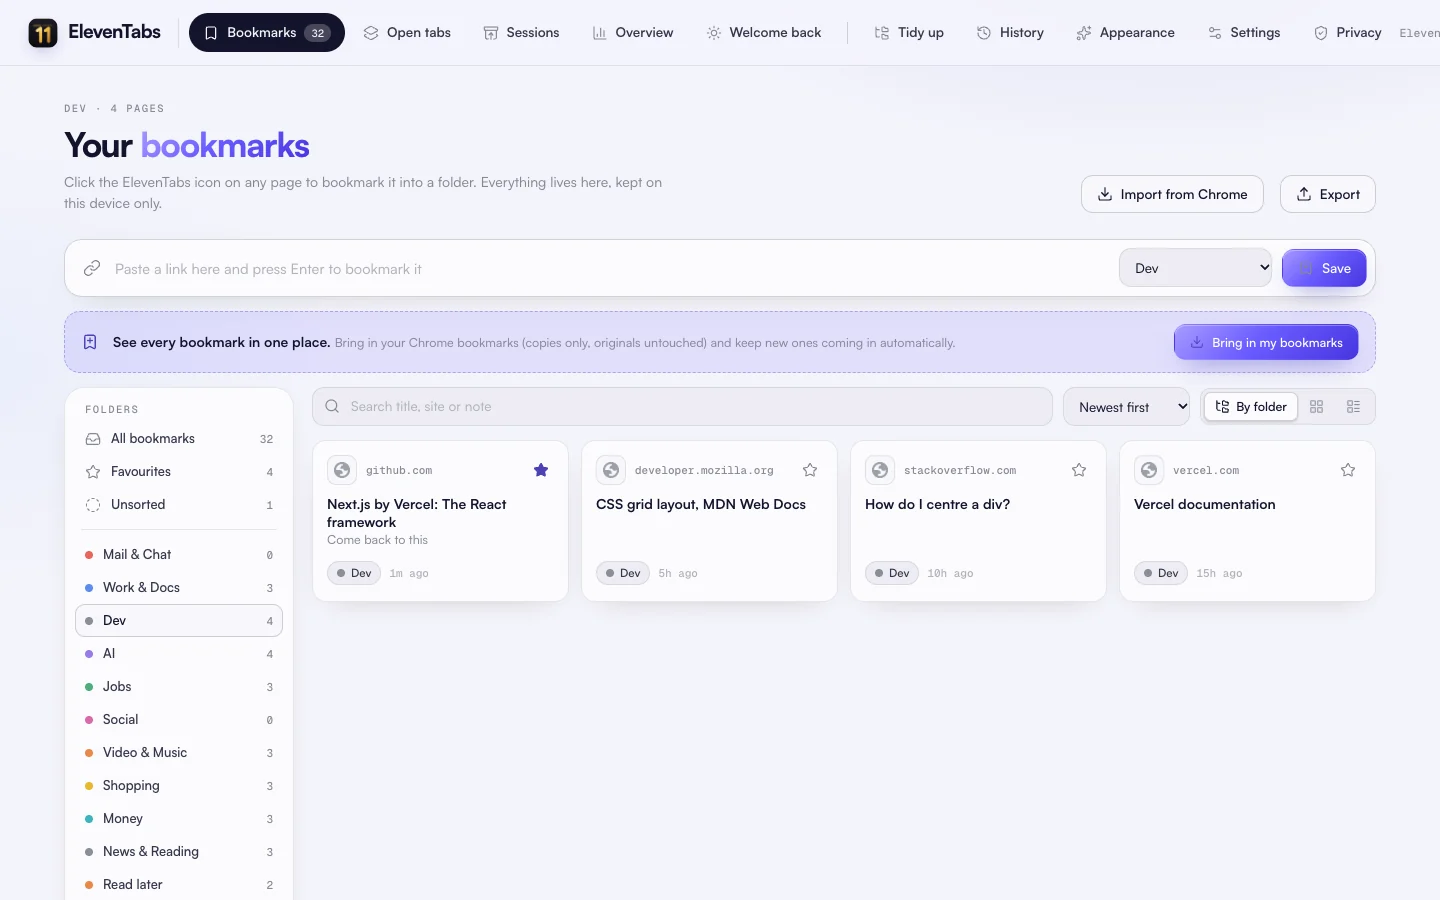 11 ElevenTabs
Bookmarks 32
Open tabs
Sessions
Overview
Welcome back
Tidy up
History
Appearance
Settings
Privacy
DEV · 4 PAGES
Your bookmarks
Click the ElevenTabs icon on any page to bookmark it into a folder. Everything lives here, kept on
this device only.
Import from Chrome
Export
Paste a link here and press Enter to bookmark it
Dev
Save
See every bookmark in one place. Bring in your Chrome bookmarks (copies only, originals untouched) and keep new ones coming in automatically.
Bring in my bookmarks
FOLDERS
All bookmarks 32
Favourites 4
Unsorted 1
Mail & Chat 0
Work & Docs 3
Dev 4
AI 4
Jobs 3
Social 0
Video & Music 3
Shopping 3
Money 3
News & Reading 3
Read later 2
Search title, site or note
Newest first
By folder
github.com
Next.js by Vercel: The React
framework
Come back to this
Dev 1m ago
developer.mozilla.org
CSS grid layout, MDN Web Docs
Dev 5h ago
stackoverflow.com
How do I centre a div?
Dev 10h ago
vercel.com
Vercel documentation
Dev 15h ago